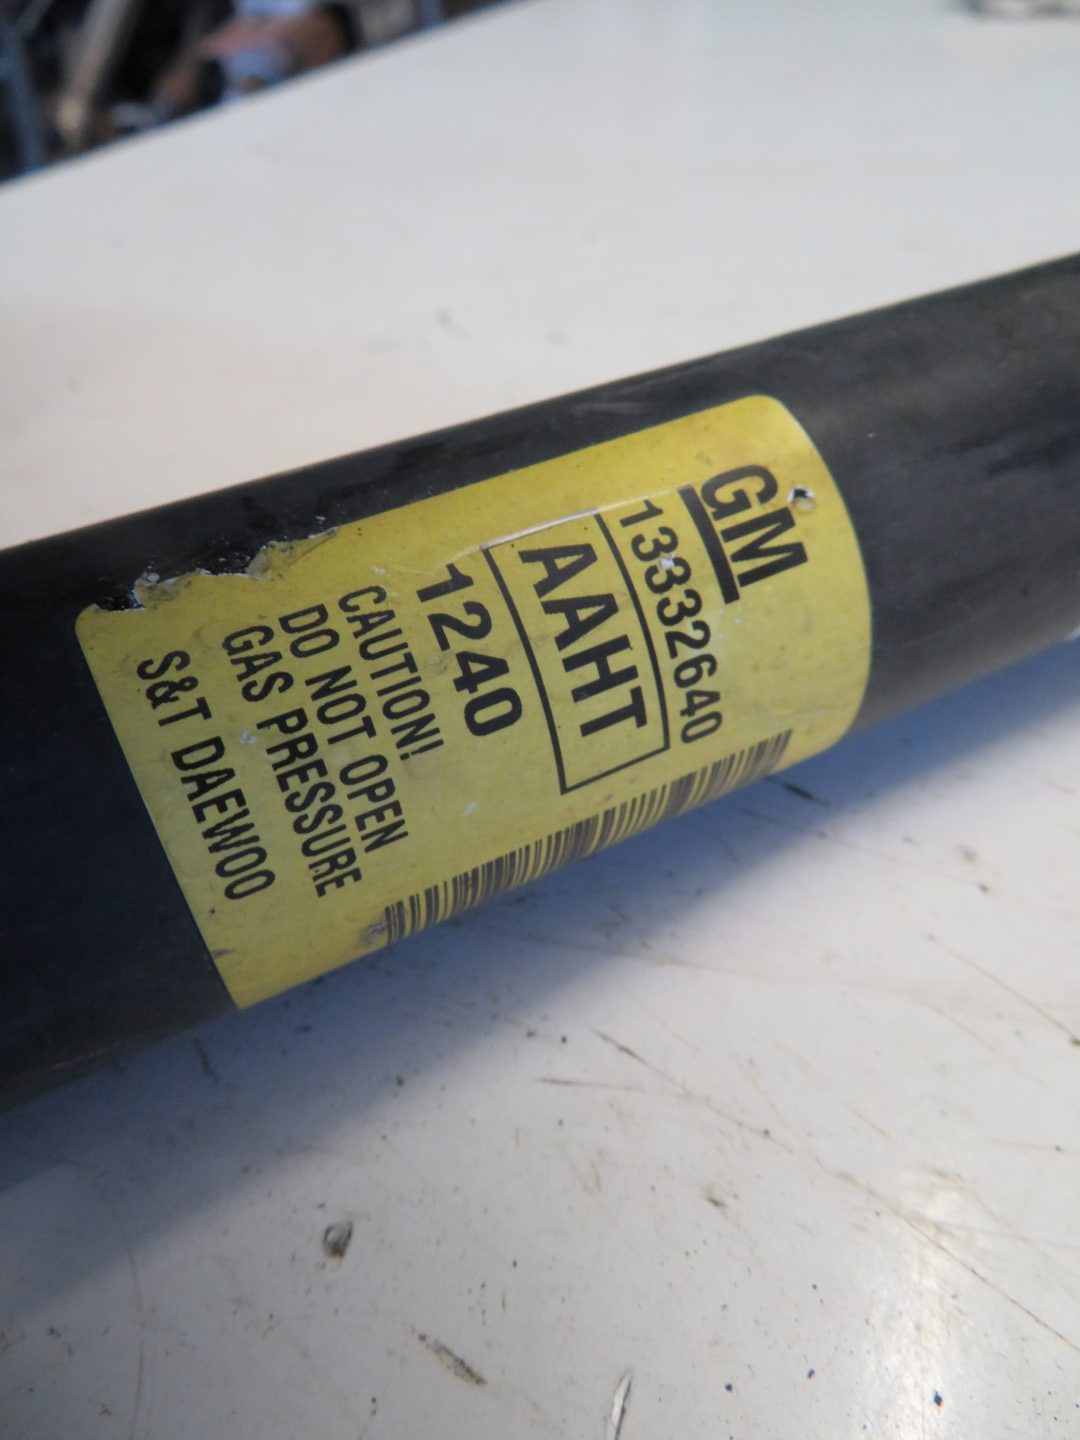 GM
13332640
AAHT
1240
CAUTION!
DO NOT OPEN
GAS PRESSURE
S&T DAEWOO